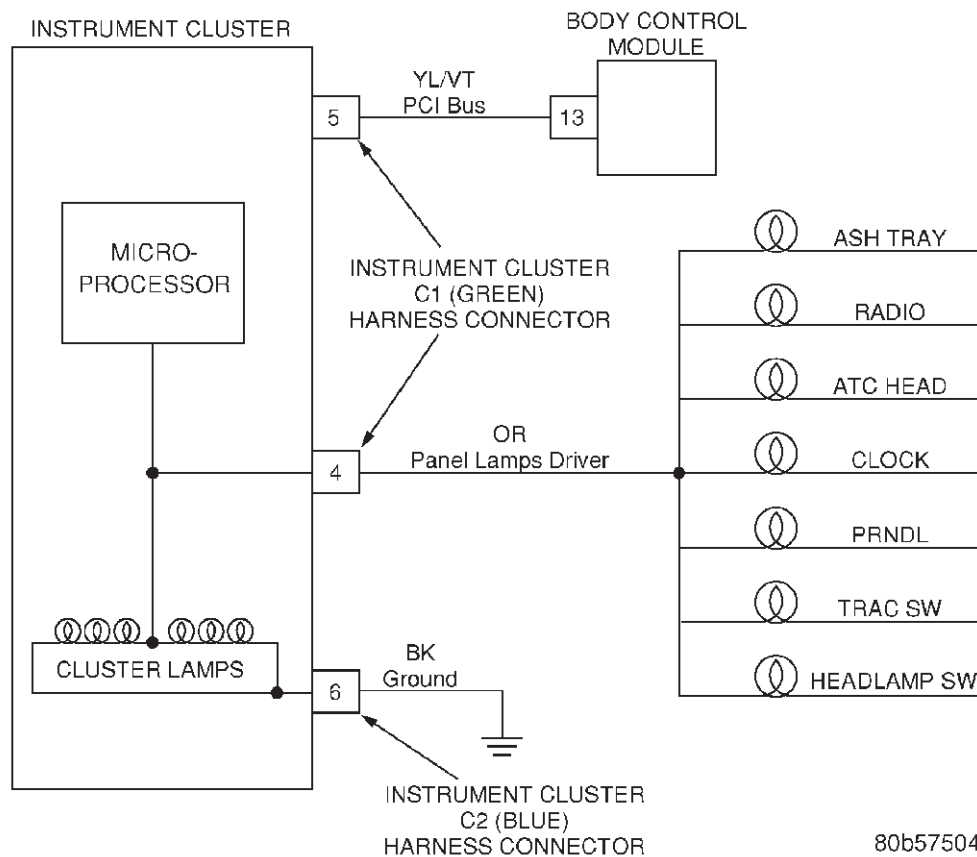 INSTRUMENT CLUSTER
BODY CONTROL
MODULE
YL/VT
PCI Bus
5
13
MICRO-
PROCESSOR
INSTRUMENT CLUSTER
C1 (GREEN)
HARNESS CONNECTOR
ASH TRAY
RADIO
ATC HEAD
OR
Panel Lamps Driver
4
CLOCK
PRNDL
TRAC SW
HEADLAMP SW
CLUSTER LAMPS
BK
Ground
6
INSTRUMENT CLUSTER
C2 (BLUE)
HARNESS CONNECTOR
80b57504